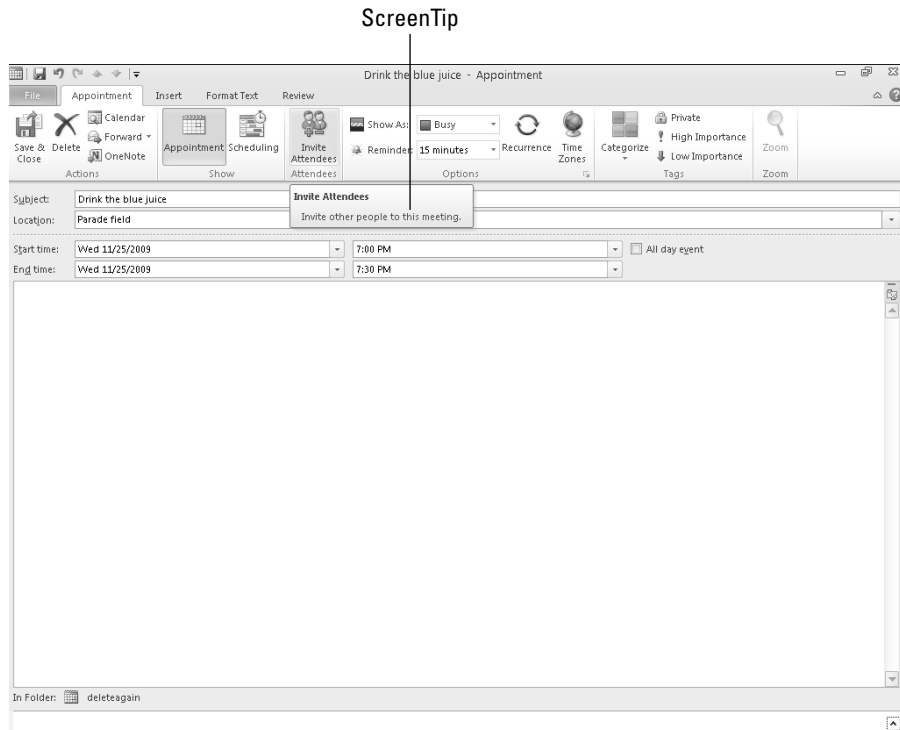 ScreenTip
Drink the blue juice - Appointment
File Appointment Insert Format Text Review
Save & Close
Delete
Calendar
Forward
OneNote
Actions
Appointment
Scheduling
Show
Invite Attendees
Attendees
Show As: Busy
Reminder: 15 minutes
Recurrence
Time Zones
Options
Categorize
Private
High Importance
Low Importance
Tags
Zoom
Zoom
Invite Attendees
Invite other people to this meeting.
Subject: Drink the blue juice
Location: Parade field
Start time: Wed 11/25/2009 7:00 PM All day event
End time: Wed 11/25/2009 7:30 PM
In Folder: deleteagain